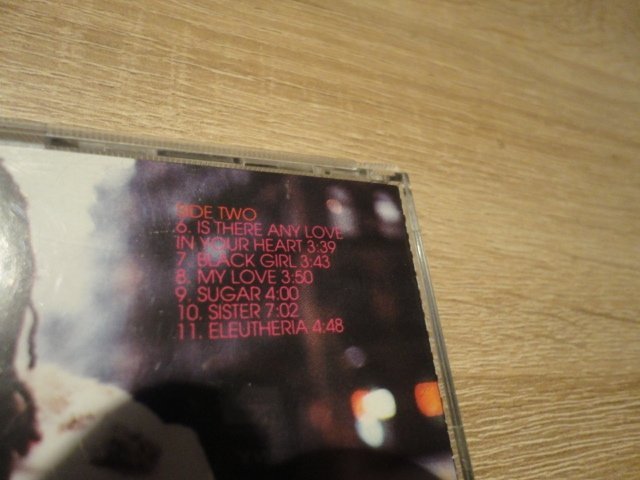 SIDE TWO
6. IS THERE ANY LOVE
IN YOUR HEART 3:39
7. BLACK GIRL 3:43
8. MY LOVE 3:50
9. SUGAR 4:00
10. SISTER 7:02
11. ELEUTHERIA 4:48